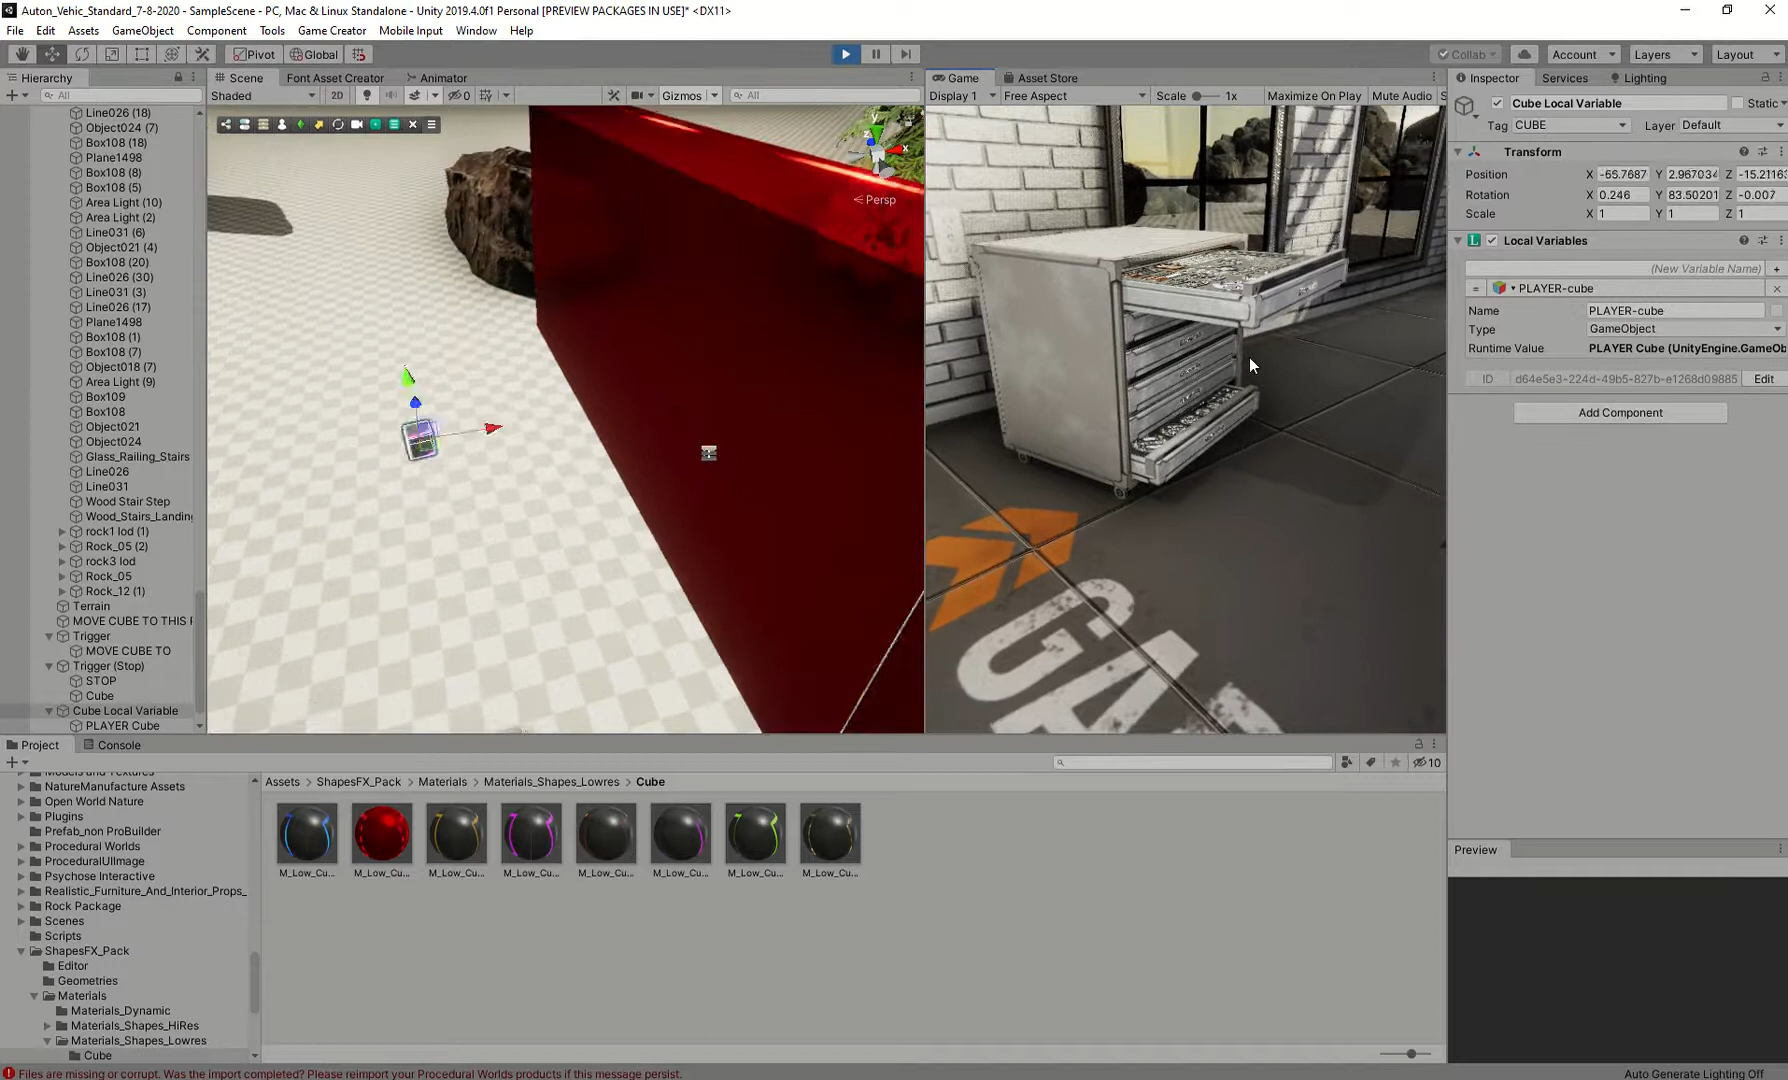 Auton_Vehic_Standard_7-8-2020 - SampleScene - PC, Mac & Linux Standalone - Unity 2019.4.0f1 Personal [PREVIEW PACKAGES IN USE]* <DX11>
File Edit Assets GameObject Component Tools Game Creator Mobile Input Window Help
Pivot Global Collab Account Layers Layout
Hierarchy Scene Font Asset Creator Animator Game Asset Store Inspector Services Lighting
All Shaded 2D 0 Gizmos All Display 1 Free Aspect Scale 1x Maximize On Play Mute Audio S
Line026 (18)
Object024 (7)
Box108 (18)
Plane1498
Box108 (8)
Box108 (5)
Area Light (10)
Area Light (2)
Line031 (6)
Object021 (4)
Box108 (20)
Line026 (30)
Line031 (3)
Line026 (17)
Plane1498
Box108 (1)
Box108 (7)
Object018 (7)
Area Light (9)
Box109
Box108
Object021
Object024
Glass_Railing_Stairs
Line026
Line031
Wood Stair Step
Wood_Stairs_Landing
rock1 lod (1)
Rock_05 (2)
rock3 lod
Rock_05
Rock_12 (1)
Terrain
MOVE CUBE TO THIS P
Trigger
MOVE CUBE TO
Trigger (Stop)
STOP
Cube
Cube Local Variable
PLAYER Cube
y
z
x
< Persp
GA
Cube Local Variable Static
Tag CUBE Layer Default
Transform
Position X -65.7687 Y 2.967034 Z -15.2116
Rotation X 0.246 Y 83.50201 Z -0.007
Scale X 1 Y 1 Z 1
Local Variables
(New Variable Name) +
= PLAYER-cube
Name PLAYER-cube
Type GameObject
Runtime Value PLAYER Cube (UnityEngine.GameOb
ID d64e5e3-224d-49b5-827b-e1268d09885 Edit
Add Component
Preview
Project Console
10
Models and Textures
NatureManufacture Assets
Open World Nature
Plugins
Prefab_non ProBuilder
Procedural Worlds
ProceduralUIImage
Psychose Interactive
Realistic_Furniture_And_Interior_Props_
Rock Package
Scenes
Scripts
ShapesFX_Pack
Editor
Geometries
Materials
Materials_Dynamic
Materials_Shapes_HiRes
Materials_Shapes_Lowres
Cube
Assets > ShapesFX_Pack > Materials > Materials_Shapes_Lowres > Cube
M_Low_Cu... M_Low_Cu... M_Low_Cu... M_Low_Cu... M_Low_Cu... M_Low_Cu... M_Low_Cu... M_Low_Cu...
Files are missing or corrupt. Was the import completed? Please reimport your Procedural Worlds products if this message persist.
Auto Generate Lighting Off